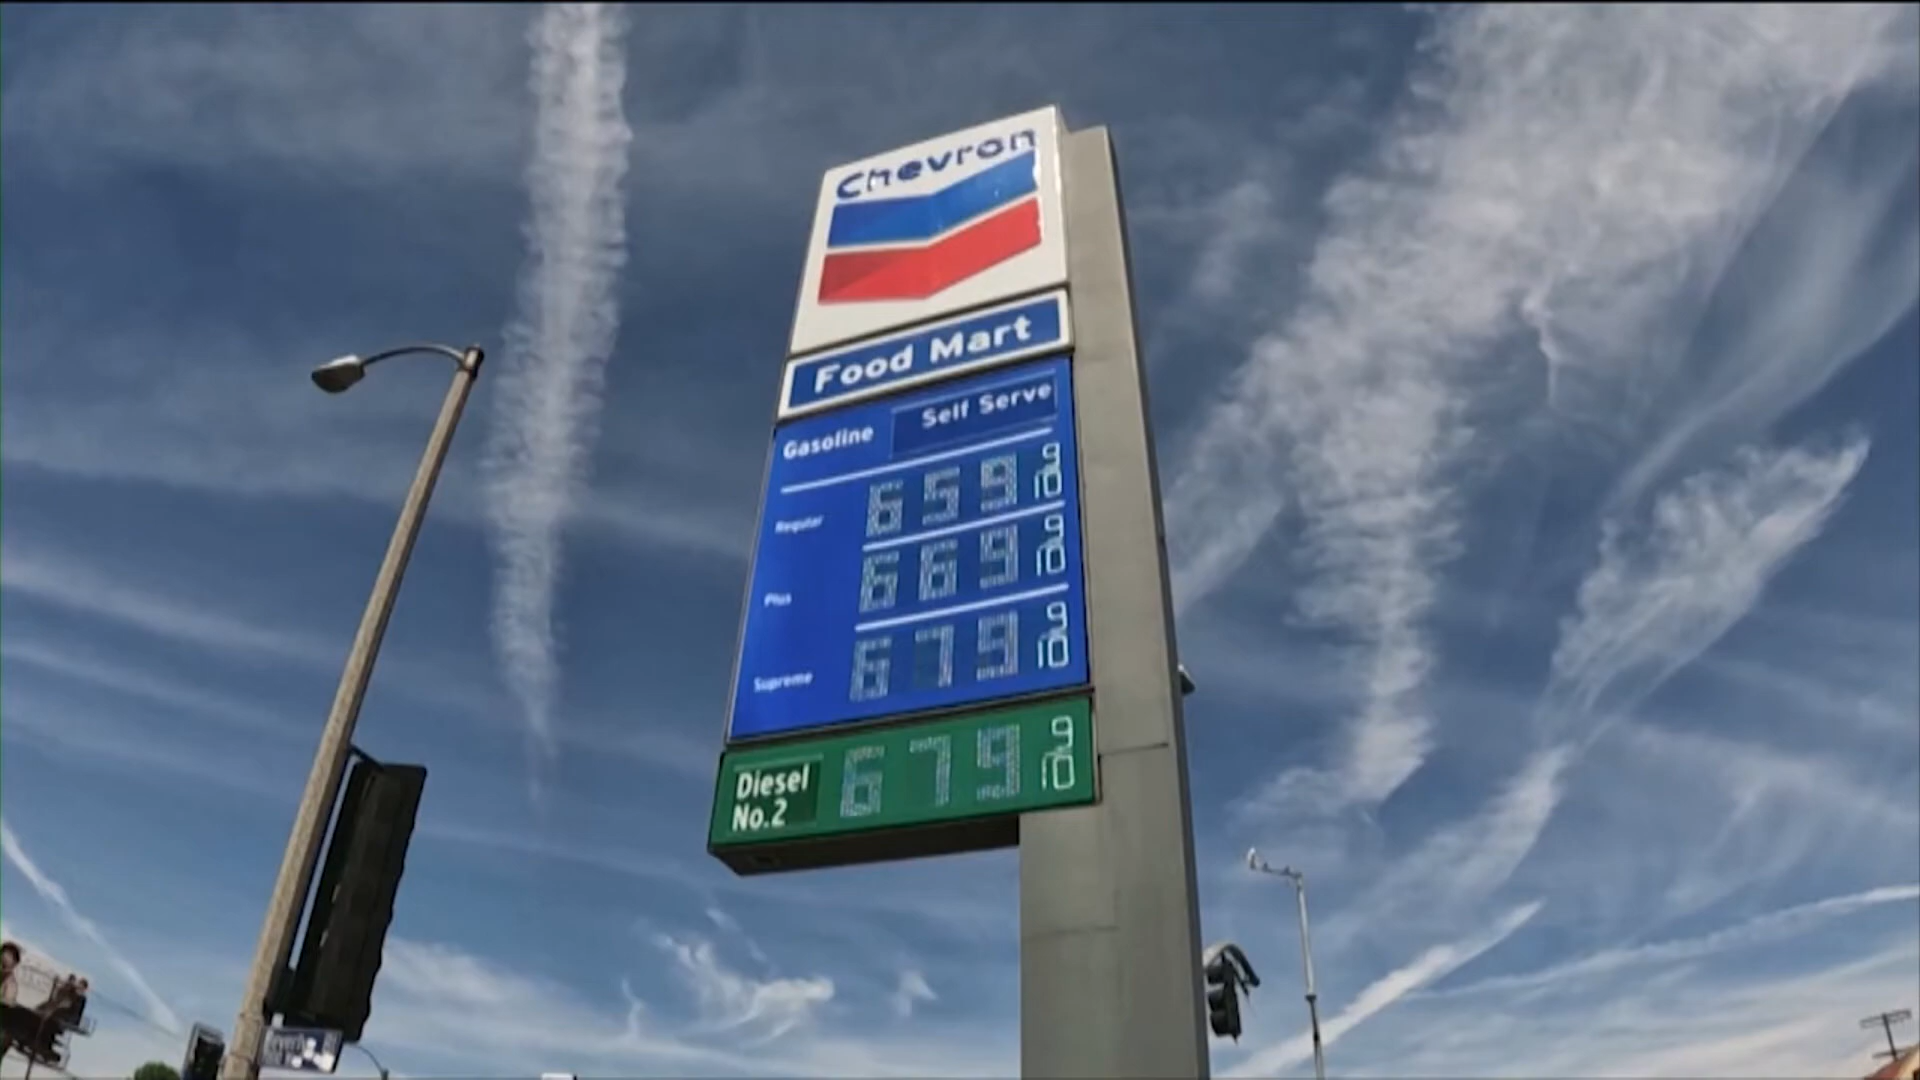 Chevron
Food Mart
Gasoline Self Serve
Regular 659 9/10
Plus 669 9/10
Supreme 679 9/10
Diesel
No.2 679 9/10